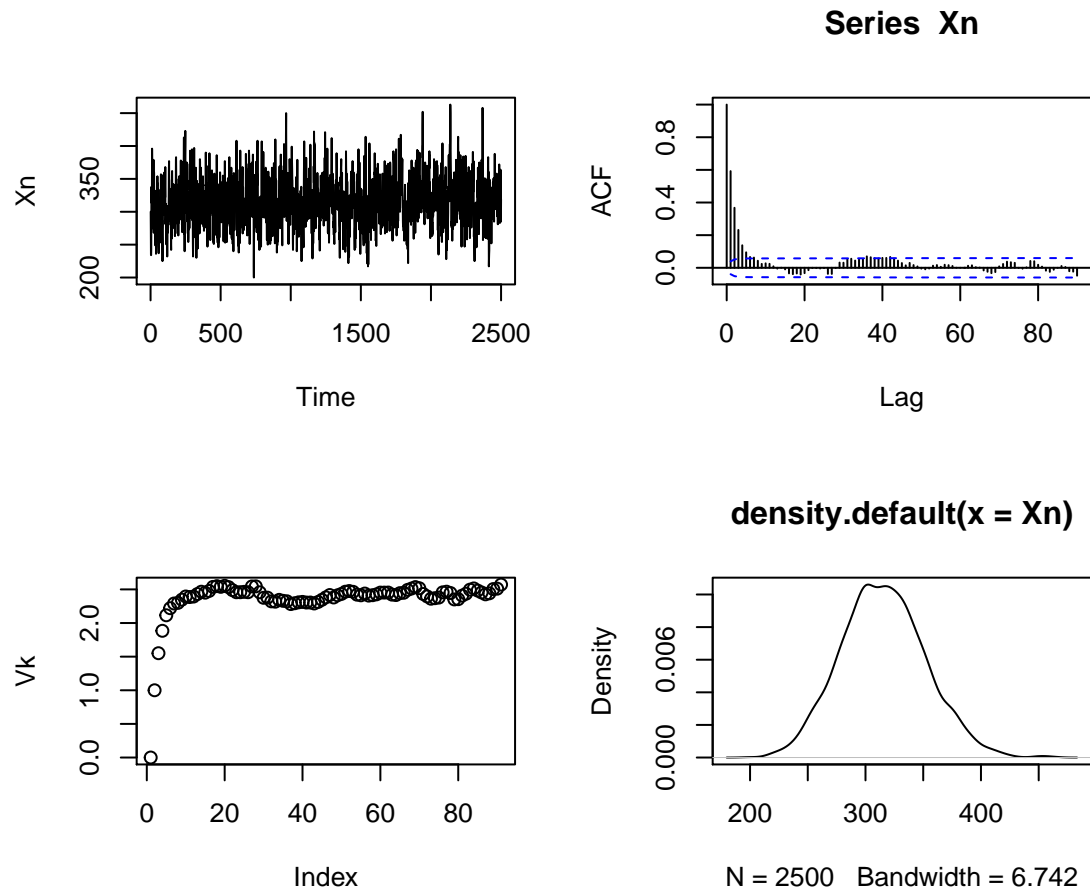 Xn
350
200
0 500 1500 2500
Time
Series Xn
ACF
0.8
0.4
0.0
0 20 40 60 80
Lag
Vk
2.0
1.0
0.0
0 20 40 60 80
Index
density.default(x = Xn)
Density
0.006
0.000
200 300 400
N = 2500 Bandwidth = 6.742